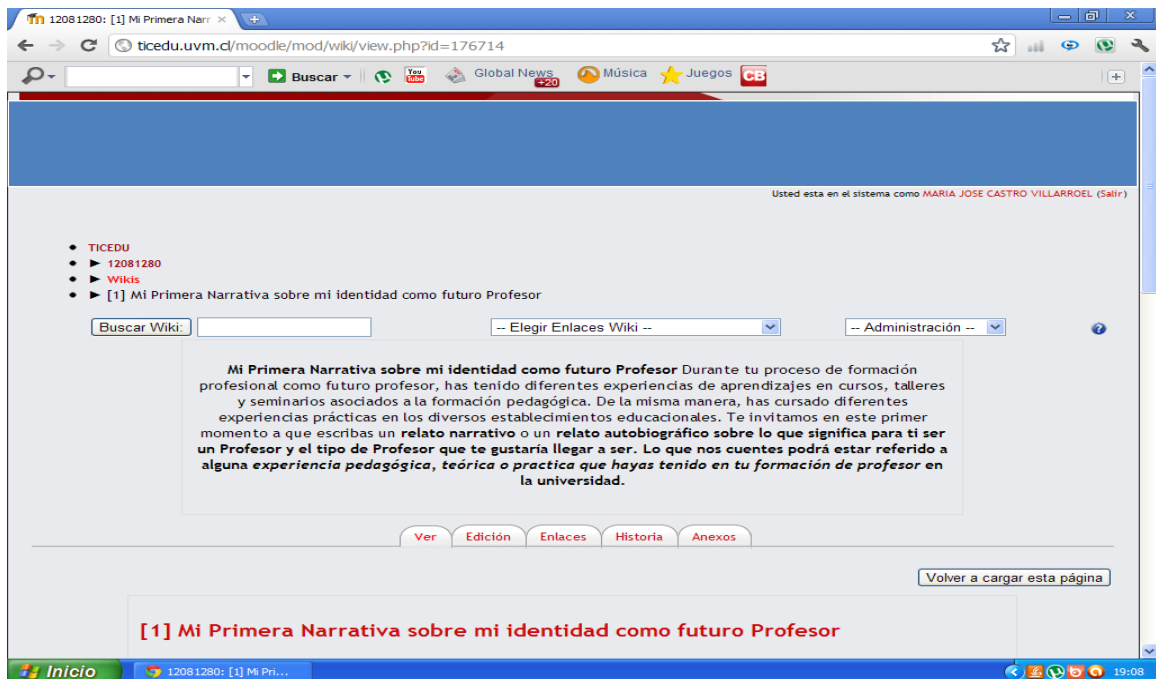 12081280: [1] Mi Primera Narr
ticedu.uvm.cl/moodle/mod/wiki/view.php?id=176714
Buscar
You Tube
Global News
+20
Música
Juegos
CB
Usted esta en el sistema como MARIA JOSE CASTRO VILLARROEL (Salir)
TICEDU
► 12081280
► Wikis
► [1] Mi Primera Narrativa sobre mi identidad como futuro Profesor
Buscar Wiki:
-- Elegir Enlaces Wiki --
-- Administración --
Mi Primera Narrativa sobre mi identidad como futuro Profesor Durante tu proceso de formación
profesional como futuro profesor, has tenido diferentes experiencias de aprendizajes en cursos, talleres
y seminarios asociados a la formación pedagógica. De la misma manera, has cursado diferentes
experiencias prácticas en los diversos establecimientos educacionales. Te invitamos en este primer
momento a que escribas un relato narrativo o un relato autobiográfico sobre lo que significa para ti ser
un Profesor y el tipo de Profesor que te gustaría llegar a ser. Lo que nos cuentes podrá estar referido a
alguna experiencia pedagógica, teórica o practica que hayas tenido en tu formación de profesor en
la universidad.
Ver
Edición
Enlaces
Historia
Anexos
Volver a cargar esta página
[1] Mi Primera Narrativa sobre mi identidad como futuro Profesor
Inicio
12081280: [1] Mi Pri...
19:08